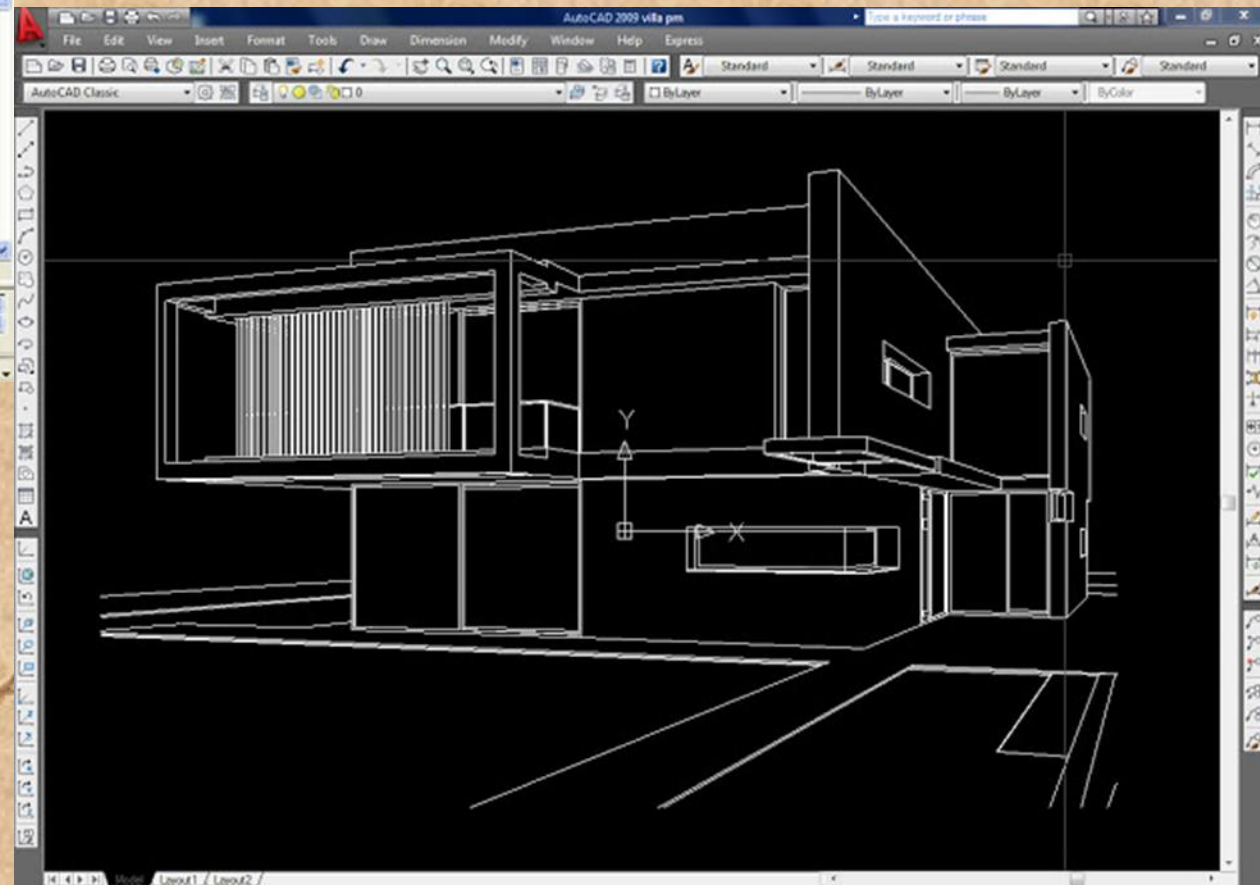 AutoCAD 2009 villa pm
Type a keyword or phrase
File Edit View Insert Format Tools Draw Dimension Modify Window Help Express
Standard Standard Standard Standard
AutoCAD Classic 0 ByLayer ByLayer ByLayer ByColor
Y
X
A
Model Layout1 Layout2